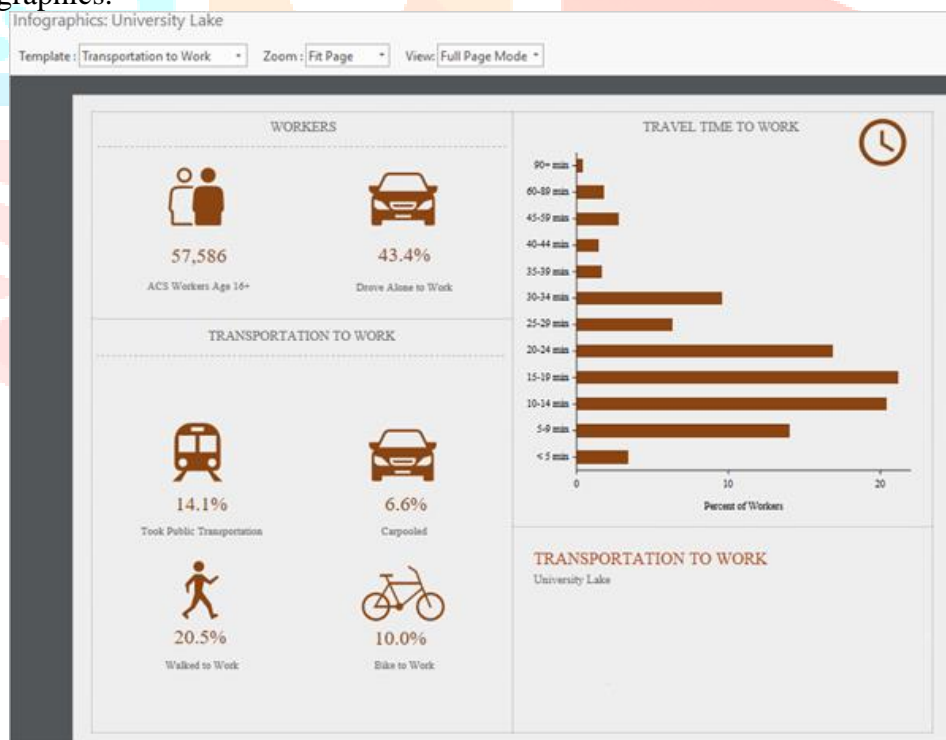 graphics.
Infographics: University Lake
Template : Transportation to Work Zoom : Fit Page View: Full Page Mode
WORKERS
57,586
ACS Workers Age 16+
43.4%
Drove Alone to Work
TRANSPORTATION TO WORK
14.1%
Took Public Transportation
6.6%
Carpooled
20.5%
Walked to Work
10.0%
Bike to Work
TRAVEL TIME TO WORK
90+ min
60-89 min
45-59 min
40-44 min
35-39 min
30-34 min
25-29 min
20-24 min
15-19 min
10-14 min
5-9 min
< 5 min
0 10 20
Percent of Workers
TRANSPORTATION TO WORK
University Lake